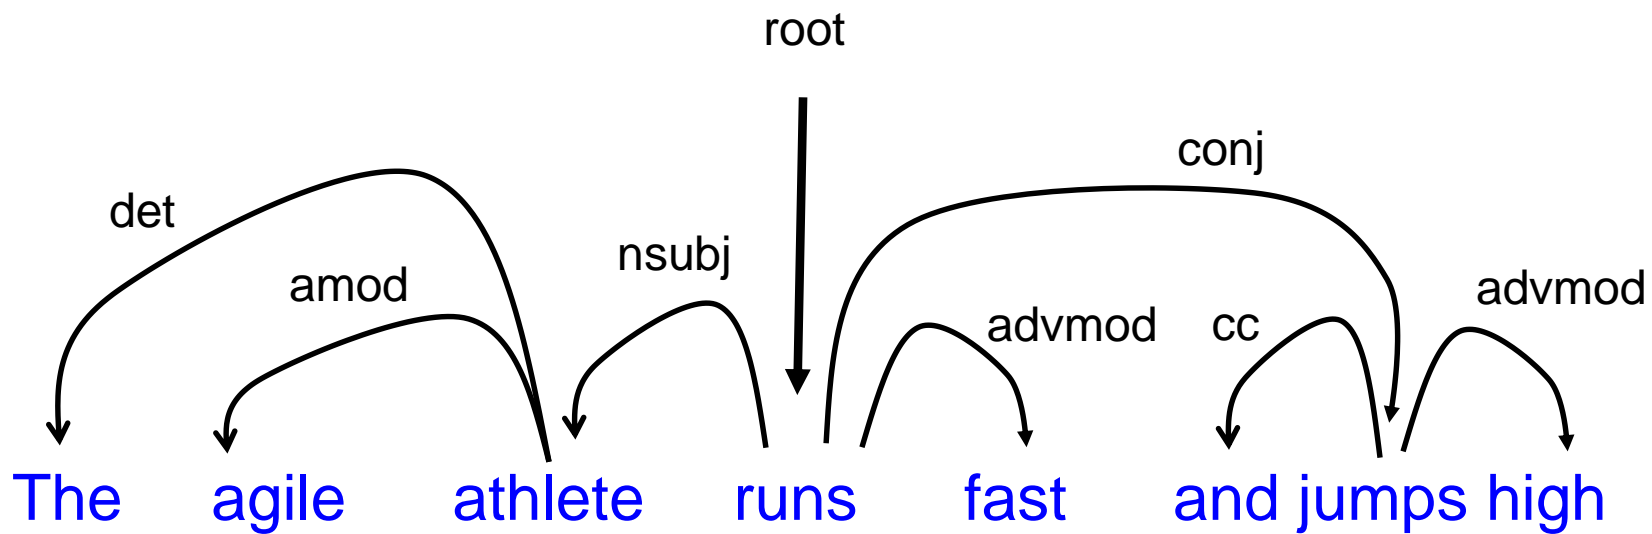 root
conj
det
nsubj
amod
advmod
advmod
cc
The agile athlete runs fast and jumps high